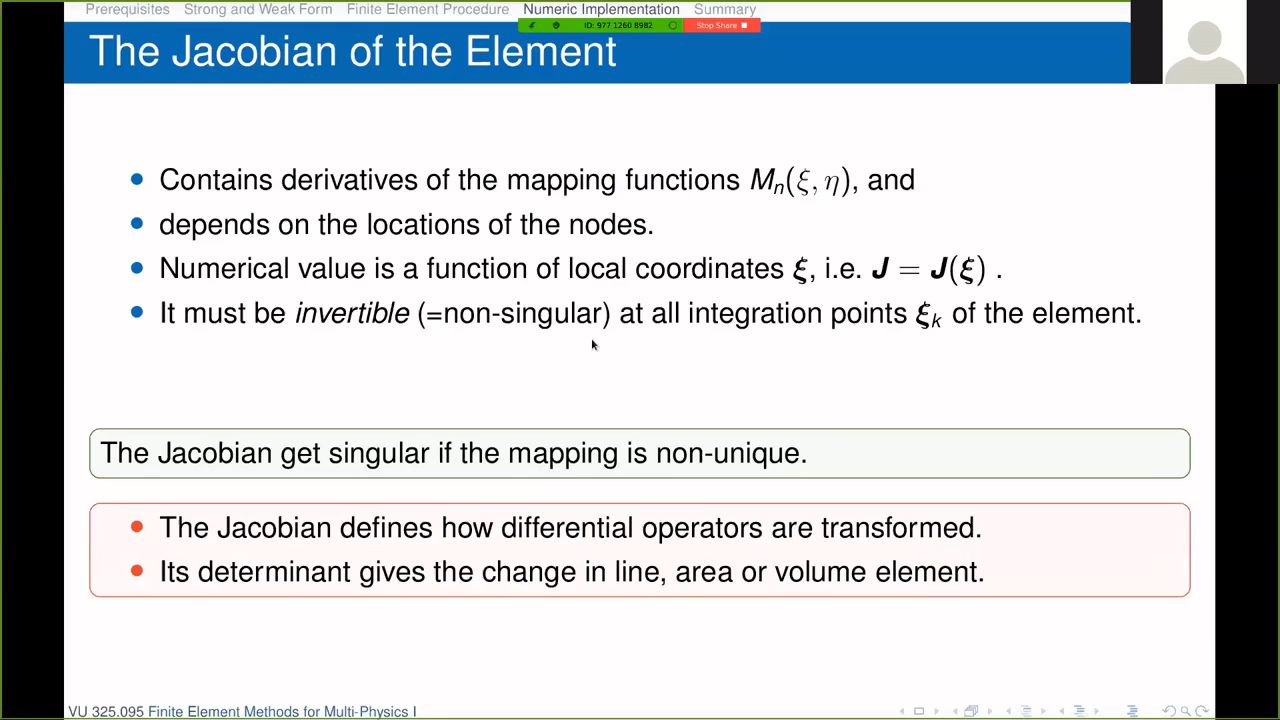 Prerequisites Strong and Weak Form Finite Element Procedure Numeric Implementation Summary
ID: 977 1260 8982 Stop Share
The Jacobian of the Element
• Contains derivatives of the mapping functions Mₙ(ξ, η), and
• depends on the locations of the nodes.
• Numerical value is a function of local coordinates ξ, i.e. J = J(ξ) .
• It must be invertible (=non-singular) at all integration points ξₖ of the element.
The Jacobian get singular if the mapping is non-unique.
• The Jacobian defines how differential operators are transformed.
• Its determinant gives the change in line, area or volume element.
VU 325.095 Finite Element Methods for Multi-Physics I